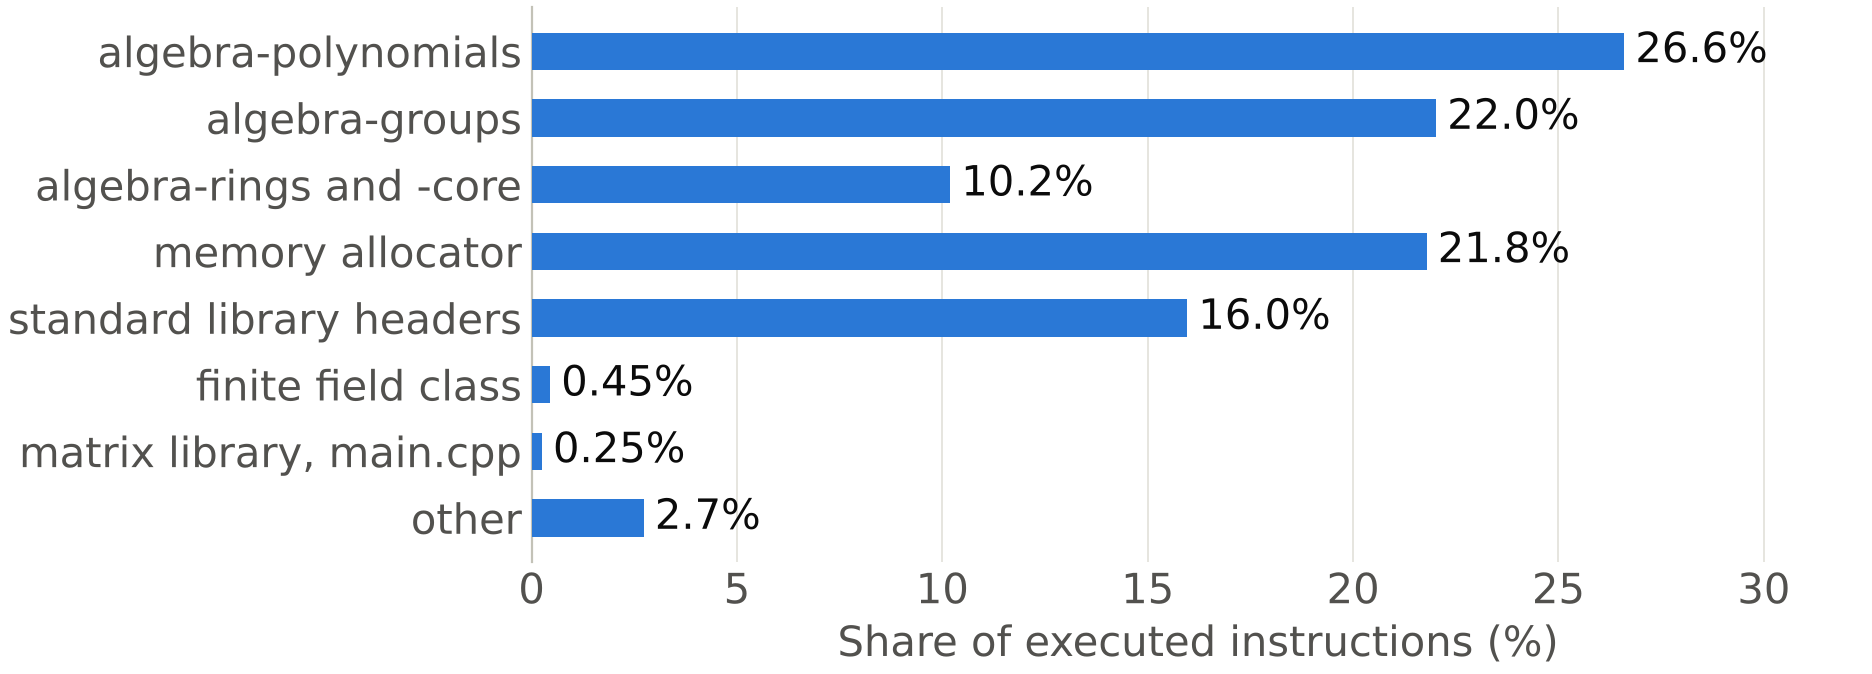 algebra-polynomials 26.6%
algebra-groups 22.0%
algebra-rings and -core 10.2%
memory allocator 21.8%
standard library headers 16.0%
finite field class 0.45%
matrix library, main.cpp 0.25%
other 2.7%
0 5 10 15 20 25 30
Share of executed instructions (%)